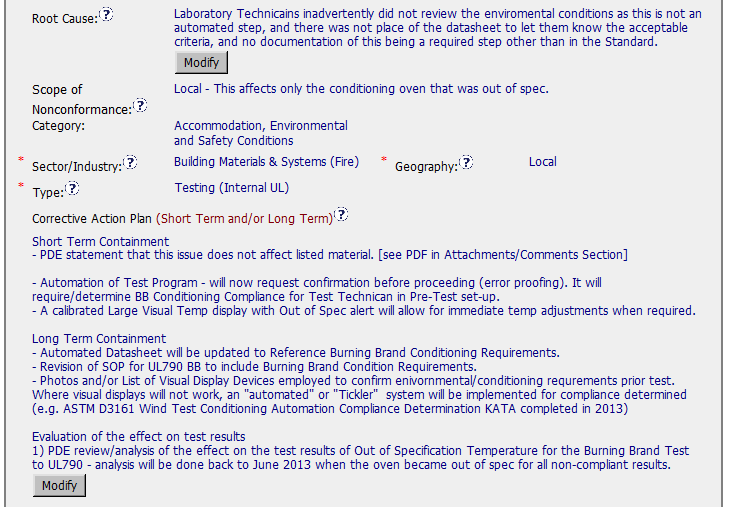 Root Cause:? Laboratory Technicains inadvertently did not review the enviromental conditions as this is not an
automated step, and there was not place of the datasheet to let them know the acceptable
criteria, and no documentation of this being a required step other than in the Standard.
Modify
Scope of Nonconformance:? Local - This affects only the conditioning oven that was out of spec.
Category: Accommodation, Environmental
and Safety Conditions
* Sector/Industry:? Building Materials & Systems (Fire) * Geography:? Local
* Type:? Testing (Internal UL)
Corrective Action Plan (Short Term and/or Long Term)?
Short Term Containment
- PDE statement that this issue does not affect listed material. [see PDF in Attachments/Comments Section]
- Automation of Test Program - will now request confirmation before proceeding (error proofing). It will
require/determine BB Conditioning Compliance for Test Technican in Pre-Test set-up.
- A calibrated Large Visual Temp display with Out of Spec alert will allow for immediate temp adjustments when required.
Long Term Containment
- Automated Datasheet will be updated to Reference Burning Brand Conditioning Requirements.
- Revision of SOP for UL790 BB to include Burning Brand Condition Requirements.
- Photos and/or List of Visual Display Devices employed to confirm enivornmental/conditioning requrements prior test.
Where visual displays will not work, an "automated" or "Tickler" system will be implemented for compliance determined
(e.g. ASTM D3161 Wind Test Conditioning Automation Compliance Determination KATA completed in 2013)
Evaluation of the effect on test results
1) PDE review/analysis of the effect on the test results of Out of Specification Temperature for the Burning Brand Test
to UL790 - analysis will be done back to June 2013 when the oven became out of spec for all non-compliant results.
Modify